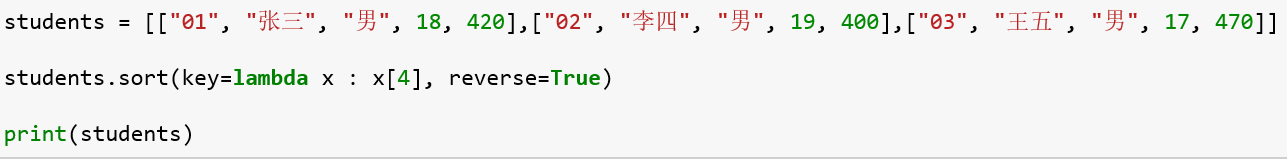 students = [["01", "张三", "男", 18, 420],["02", "李四", "男", 19, 400],["03", "王五", "男", 17, 470]]
students.sort(key=lambda x : x[4], reverse=True)
print(students)